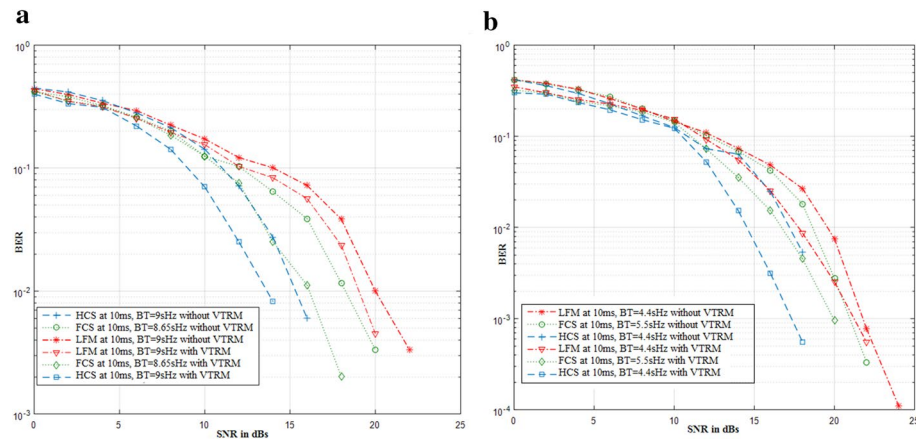 a
10^0
10^-1
10^-2
10^-3
BER
0
5
10
15
20
25
SNR in dBs
HCS at 10ms, BT=9sHz without VTRM
FCS at 10ms, BT=8.65sHz without VTRM
LFM at 10ms, BT=9sHz without VTRM
LFM at 10ms, BT=9sHz with VTRM
FCS at 10ms, BT=8.65sHz with VTRM
HCS at 10ms, BT=9sHz with VTRM
b
10^0
10^-1
10^-2
10^-3
10^-4
BER
0
5
10
15
20
25
SNR in dBs
LFM at 10ms, BT=4.4sHz without VTRM
FCS at 10ms, BT=5.5sHz without VTRM
HCS at 10ms, BT=4.4sHz without VTRM
LFM at 10ms, BT=4.4sHz with VTRM
FCS at 10ms, BT=5.5sHz with VTRM
HCS at 10ms, BT=4.4sHz with VTRM